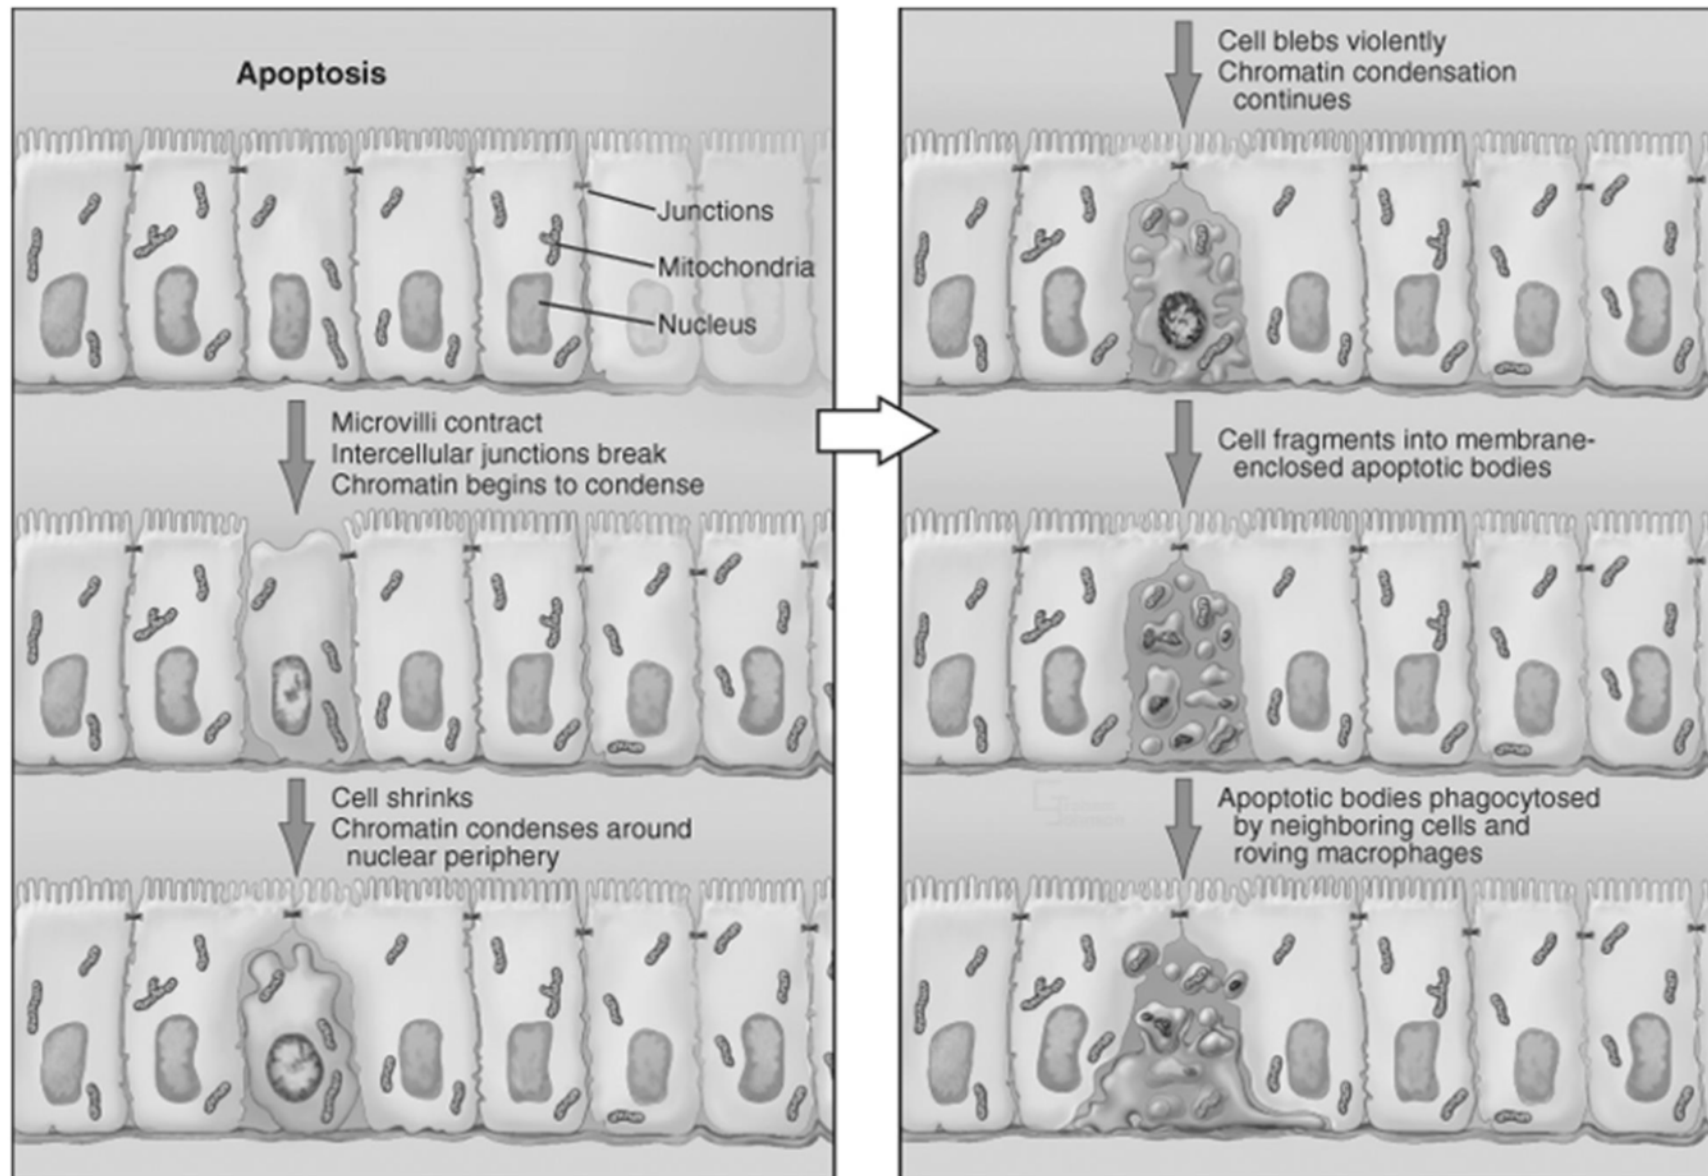 Apoptosis
Junctions
Mitochondria
Nucleus
Microvilli contract
Intercellular junctions break
Chromatin begins to condense
Cell shrinks
Chromatin condenses around
nuclear periphery
Cell blebs violently
Chromatin condensation
continues
Cell fragments into membrane-
enclosed apoptotic bodies
Apoptotic bodies phagocytosed
by neighboring cells and
roving macrophages